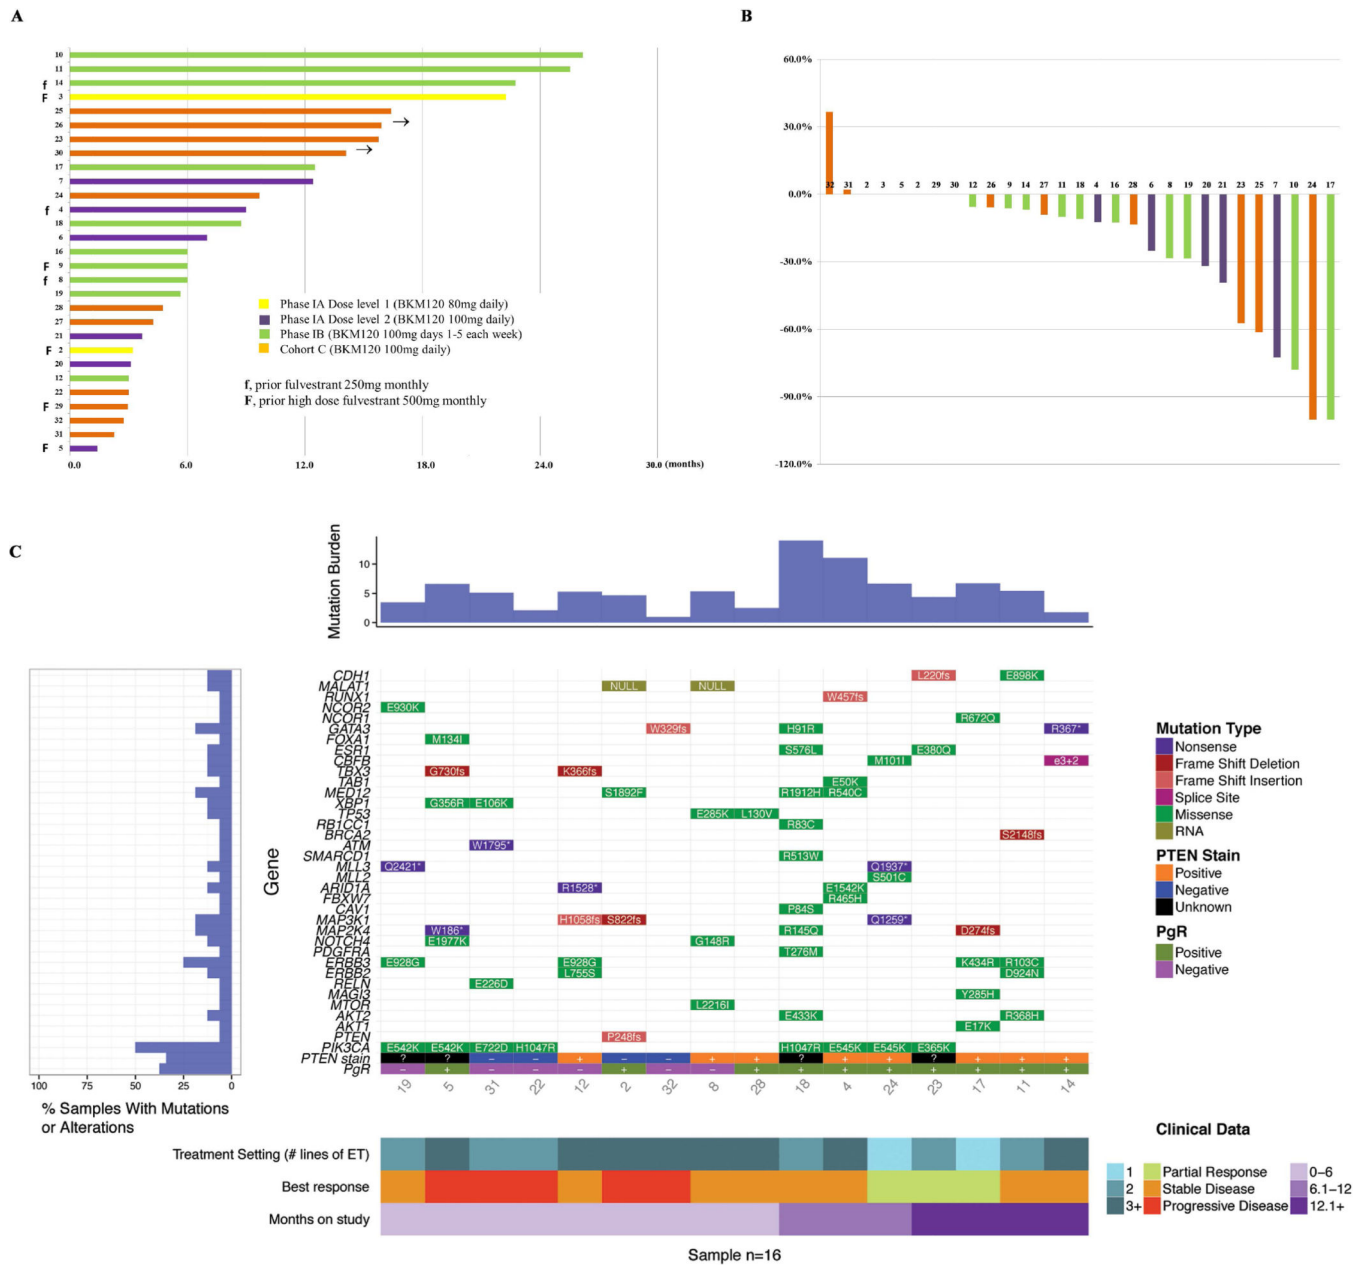 A
10
11
f 14
F 3
25
26 →
23
30 →
17
7
24
f 4
18
6
16
F 9
f 8
19
28
27
21
F 2
20
12
22
F 29
32
31
F 5
Phase IA Dose level 1 (BKM120 80mg daily)
Phase IA Dose level 2 (BKM120 100mg daily)
Phase IB (BKM120 100mg days 1-5 each week)
Cohort C (BKM120 100mg daily)
f, prior fulvestrant 250mg monthly
F, prior high dose fulvestrant 500mg monthly
0.0 6.0 12.0 18.0 24.0 30.0 (months)
B
60.0%
30.0%
32 31 2 3 5 2 29 30 12 26 9 14 27 11 18 4 16 28 6 8 19 20 21 23 25 7 10 24 17
0.0%
-30.0%
-60.0%
-90.0%
-120.0%
C
Mutation Burden
10
5
0
Gene
CDH1 L220fs E898K
MALAT1 NULL NULL
RUNX1 W457fs
NCOR2 E930K
NCOR1 R672Q
GATA3 W329fs H91R R367*
FOXA1 M134I
ESR1 S576L E380Q
CBFB M101I e3+2
TBX3 G730fs K366fs
TAB1 E50K
MED12 S1892F R1912H R540C
XBP1 G356R E106K
TP53 E285K L130V
RB1CC1 R83C
BRCA2 S2148fs
ATM W1795*
SMARCD1 R513W
MLL3 Q2421* Q1937*
MLL2 S501C
ARID1A R1528* E1542K
FBXW7 R465H
CAV1 P84S
MAP3K1 H1058fs S822fs Q1259*
MAP2K4 W186* R145Q D274fs
NOTCH4 E1977K G148R
PDGFRA T276M
ERBB3 E928G E928G K434R R103C
ERBB2 L755S D924N
RELN E226D
MAGI3 Y285H
MTOR L2216I
AKT2 E433K R368H
AKT1 E17K
PTEN P248fs
PIK3CA E542K E542K E722D H1047R H1047R E545K E545K E365K
PTEN stain ? ? – – + – – + + ? + + ? + + +
PgR – + – – – + – – + + + + + + + +
19 5 31 22 12 2 32 8 28 18 4 24 23 17 11 14
100 75 50 25 0
% Samples With Mutations
or Alterations
Mutation Type
Nonsense
Frame Shift Deletion
Frame Shift Insertion
Splice Site
Missense
RNA
PTEN Stain
Positive
Negative
Unknown
PgR
Positive
Negative
Treatment Setting (# lines of ET)
Best response
Months on study
Sample n=16
Clinical Data
1 Partial Response 0–6
2 Stable Disease 6.1–12
3+ Progressive Disease 12.1+